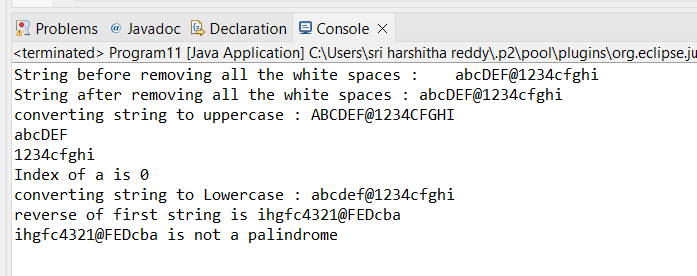 Problems @ Javadoc Declaration Console ×
<terminated> Program11 [Java Application] C:\Users\sri harshitha reddy\.p2\pool\plugins\org.eclipse.ju
String before removing all the white spaces :    abcDEF@1234cfghi
String after removing all the white spaces : abcDEF@1234cfghi
converting string to uppercase : ABCDEF@1234CFGHI
abcDEF
1234cfghi
Index of a is 0
converting string to Lowercase : abcdef@1234cfghi
reverse of first string is ihgfc4321@FEDcba
ihgfc4321@FEDcba is not a palindrome